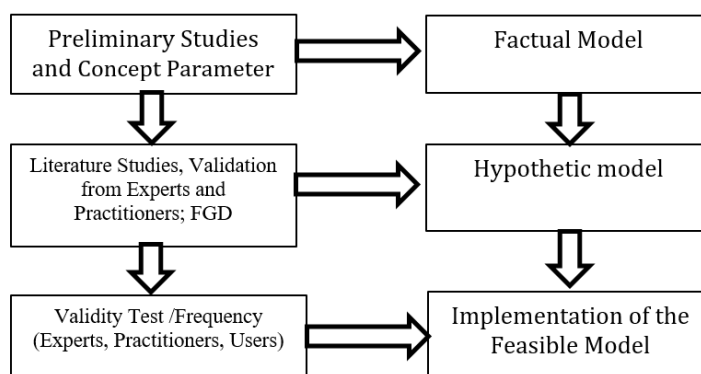 Preliminary Studies
and Concept Parameter
Factual Model
Literature Studies, Validation
from Experts and
Practitioners; FGD
Hypothetic model
Validity Test /Frequency
(Experts, Practitioners, Users)
Implementation of the
Feasible Model